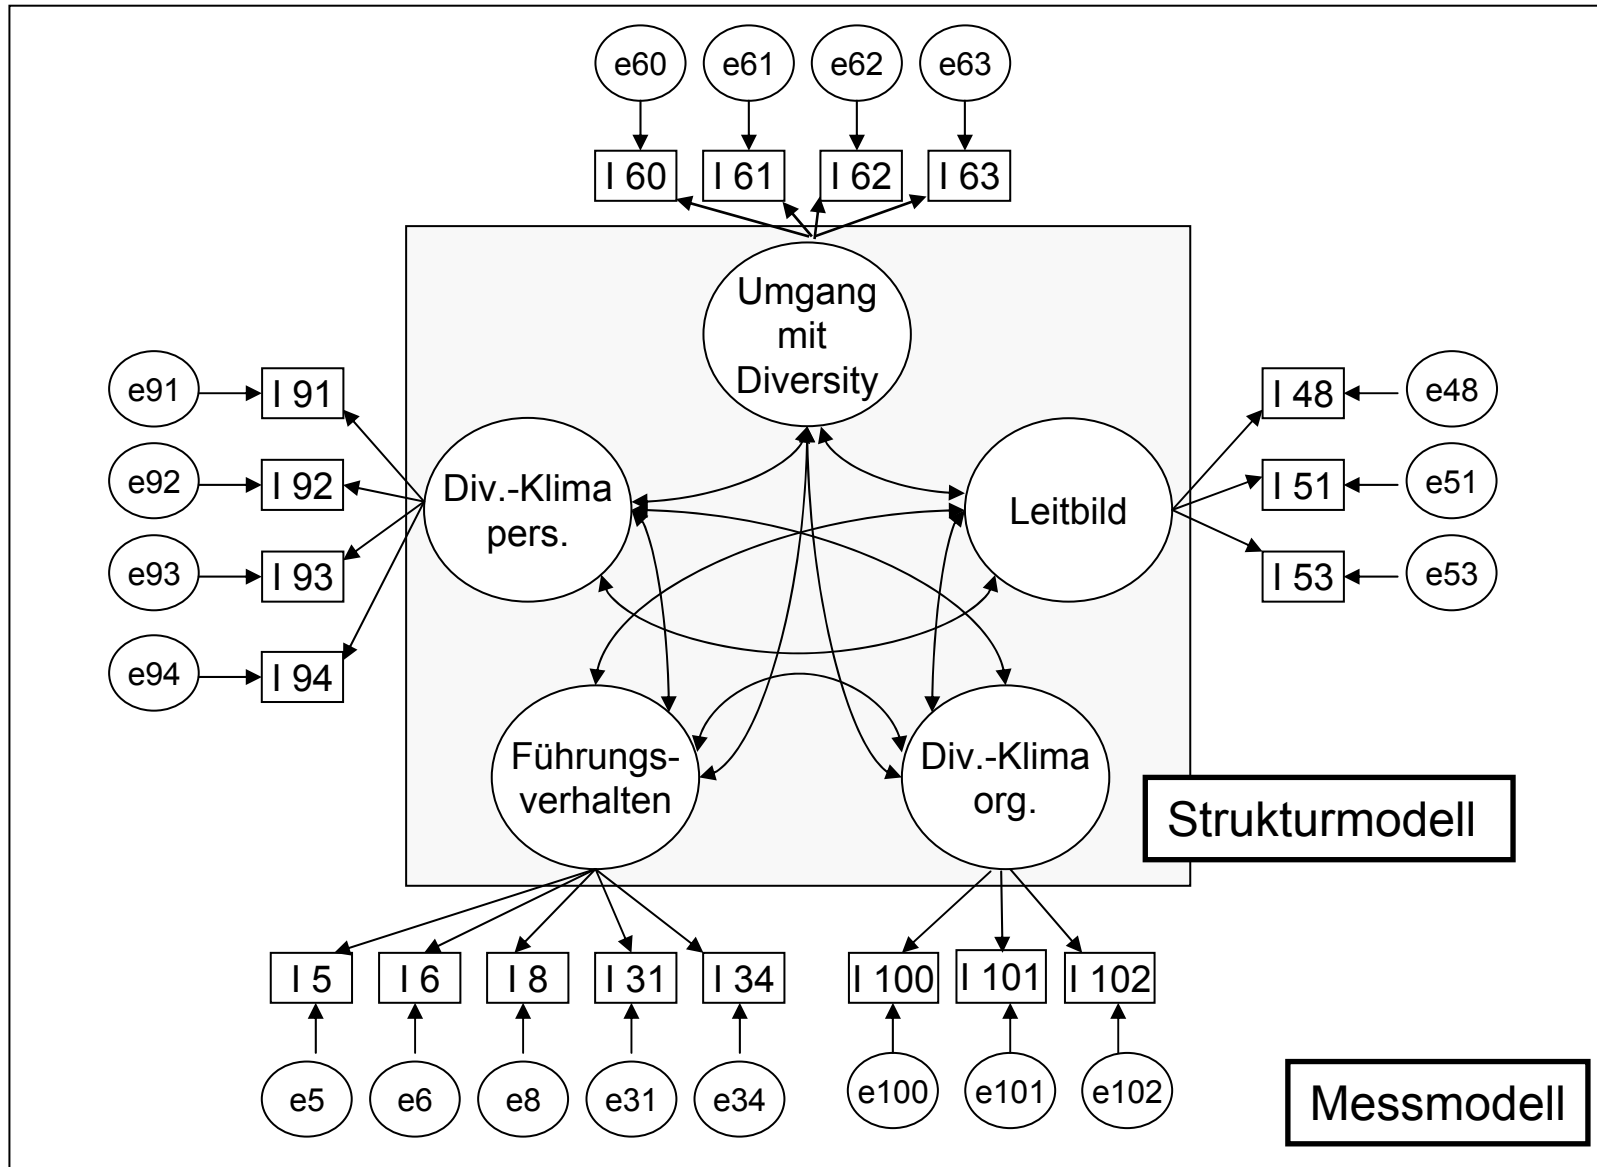 e60
e61
e62
e63
I 60
I 61
I 62
I 63
Umgang
mit
Diversity
e91
I 91
e92
I 92
e93
I 93
e94
I 94
Div.-Klima
pers.
Leitbild
I 48
e48
I 51
e51
I 53
e53
Führungs-
verhalten
Div.-Klima
org.
Strukturmodell
I 5
I 6
I 8
I 31
I 34
I 100
I 101
I 102
e5
e6
e8
e31
e34
e100
e101
e102
Messmodell